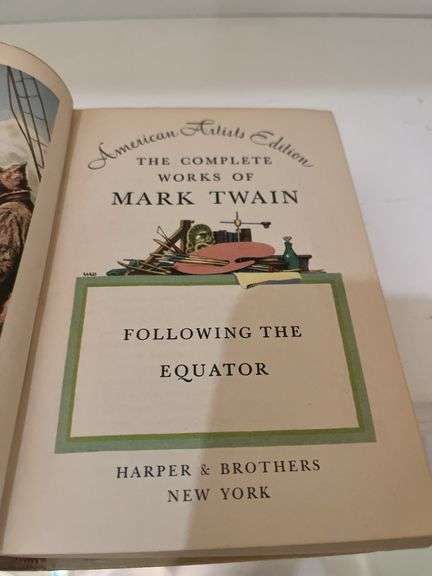 American Artists Edition
THE COMPLETE
WORKS OF
MARK TWAIN
FOLLOWING THE
EQUATOR
HARPER & BROTHERS
NEW YORK